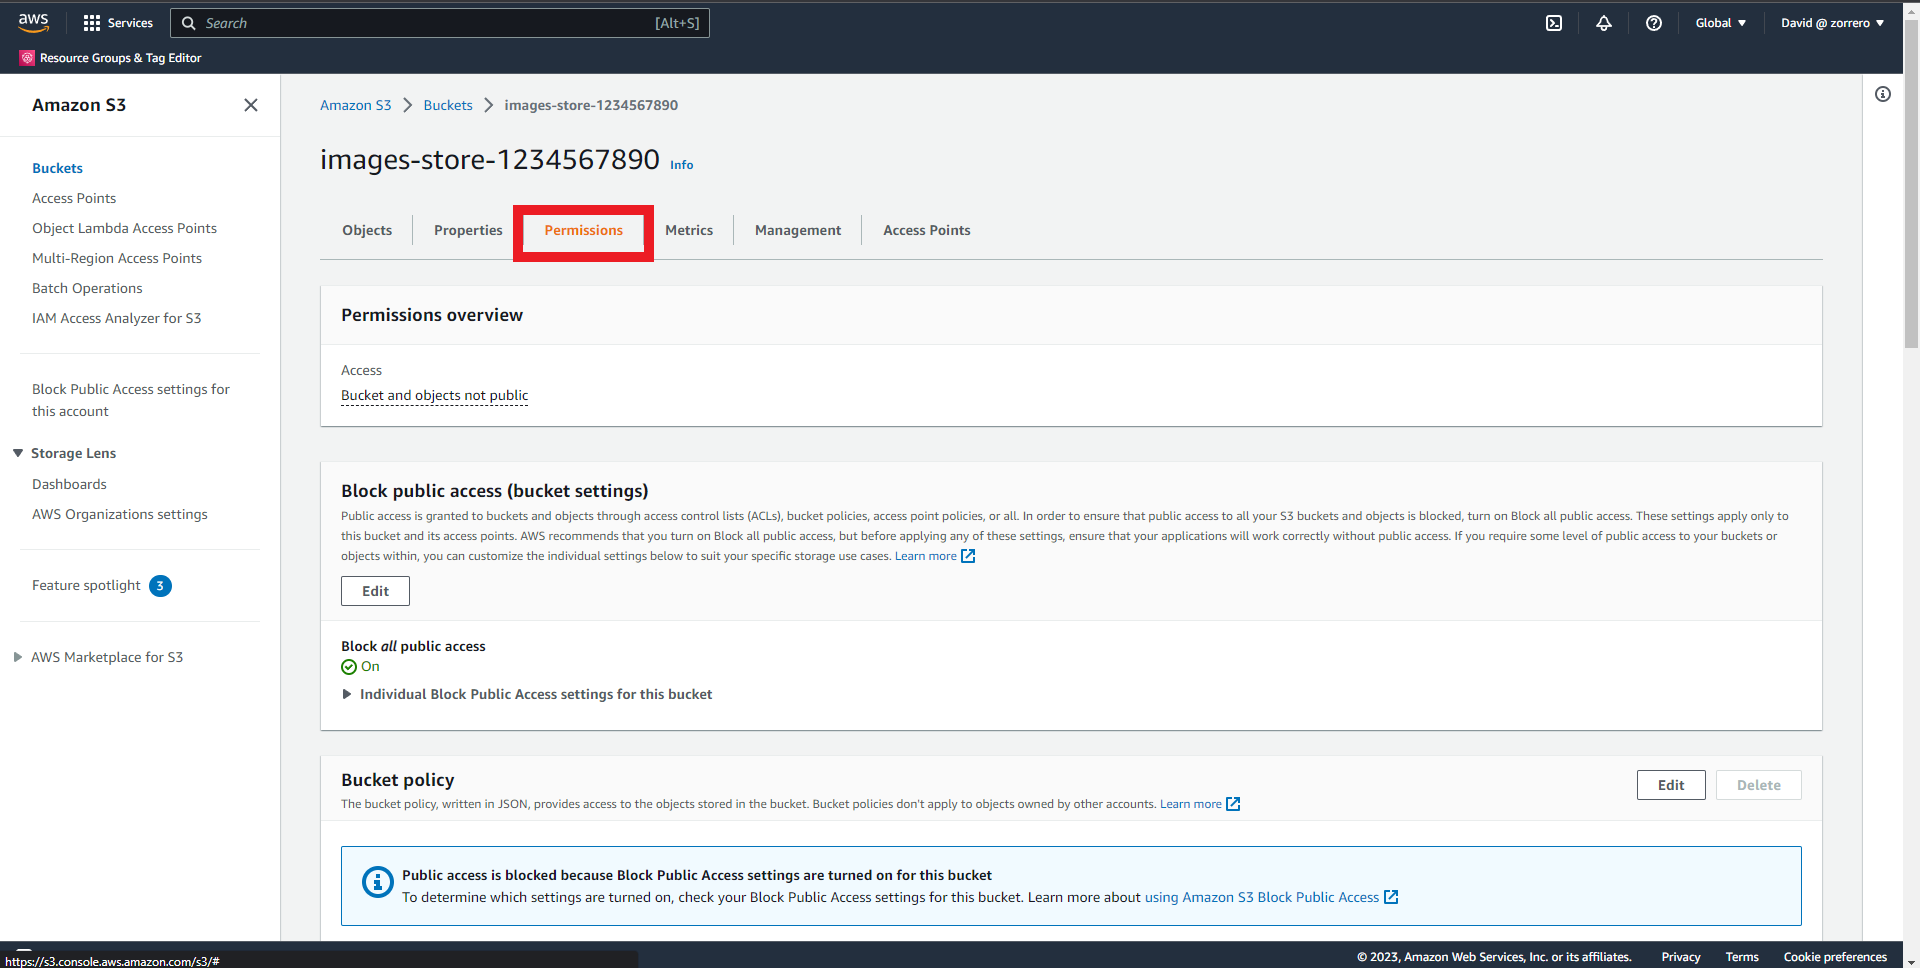 aws
Services
Search
[Alt+S]
Global
David @ zorrero
Resource Groups & Tag Editor
Amazon S3
Buckets
Access Points
Object Lambda Access Points
Multi-Region Access Points
Batch Operations
IAM Access Analyzer for S3
Block Public Access settings for
this account
Storage Lens
Dashboards
AWS Organizations settings
Feature spotlight 3
AWS Marketplace for S3
Amazon S3 > Buckets > images-store-1234567890
images-store-1234567890 Info
Objects
Properties
Permissions
Metrics
Management
Access Points
Permissions overview
Access
Bucket and objects not public
Block public access (bucket settings)
Public access is granted to buckets and objects through access control lists (ACLs), bucket policies, access point policies, or all. In order to ensure that public access to all your S3 buckets and objects is blocked, turn on Block all public access. These settings apply only to
this bucket and its access points. AWS recommends that you turn on Block all public access, but before applying any of these settings, ensure that your applications will work correctly without public access. If you require some level of public access to your buckets or
objects within, you can customize the individual settings below to suit your specific storage use cases. Learn more
Edit
Block all public access
On
Individual Block Public Access settings for this bucket
Bucket policy
Edit
Delete
The bucket policy, written in JSON, provides access to the objects stored in the bucket. Bucket policies don't apply to objects owned by other accounts. Learn more
Public access is blocked because Block Public Access settings are turned on for this bucket
To determine which settings are turned on, check your Block Public Access settings for this bucket. Learn more about using Amazon S3 Block Public Access
https://s3.console.aws.amazon.com/s3/#
© 2023, Amazon Web Services, Inc. or its affiliates.
Privacy
Terms
Cookie preferences